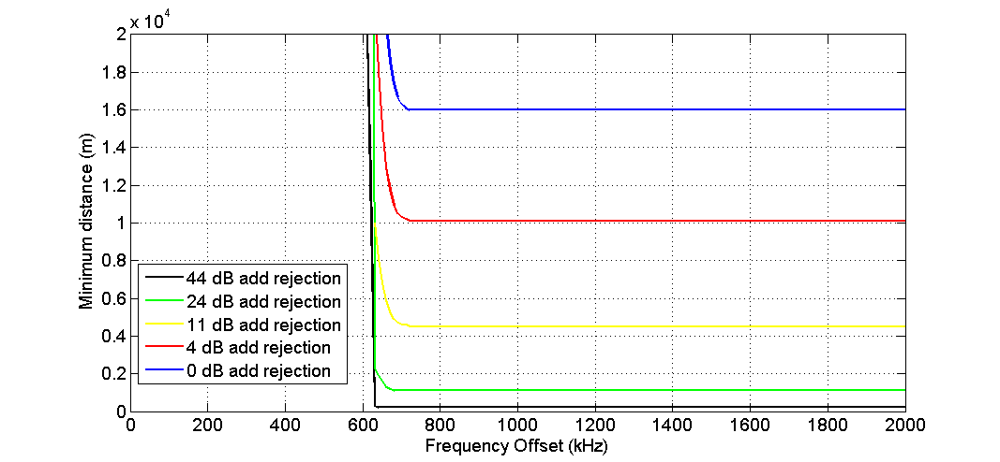 x 10^4
2
1.8
1.6
1.4
1.2
1
0.8
0.6
0.4
0.2
0
Minimum distance (m)
44 dB add rejection
24 dB add rejection
11 dB add rejection
4 dB add rejection
0 dB add rejection
0 200 400 600 800 1000 1200 1400 1600 1800 2000
Frequency Offset (kHz)